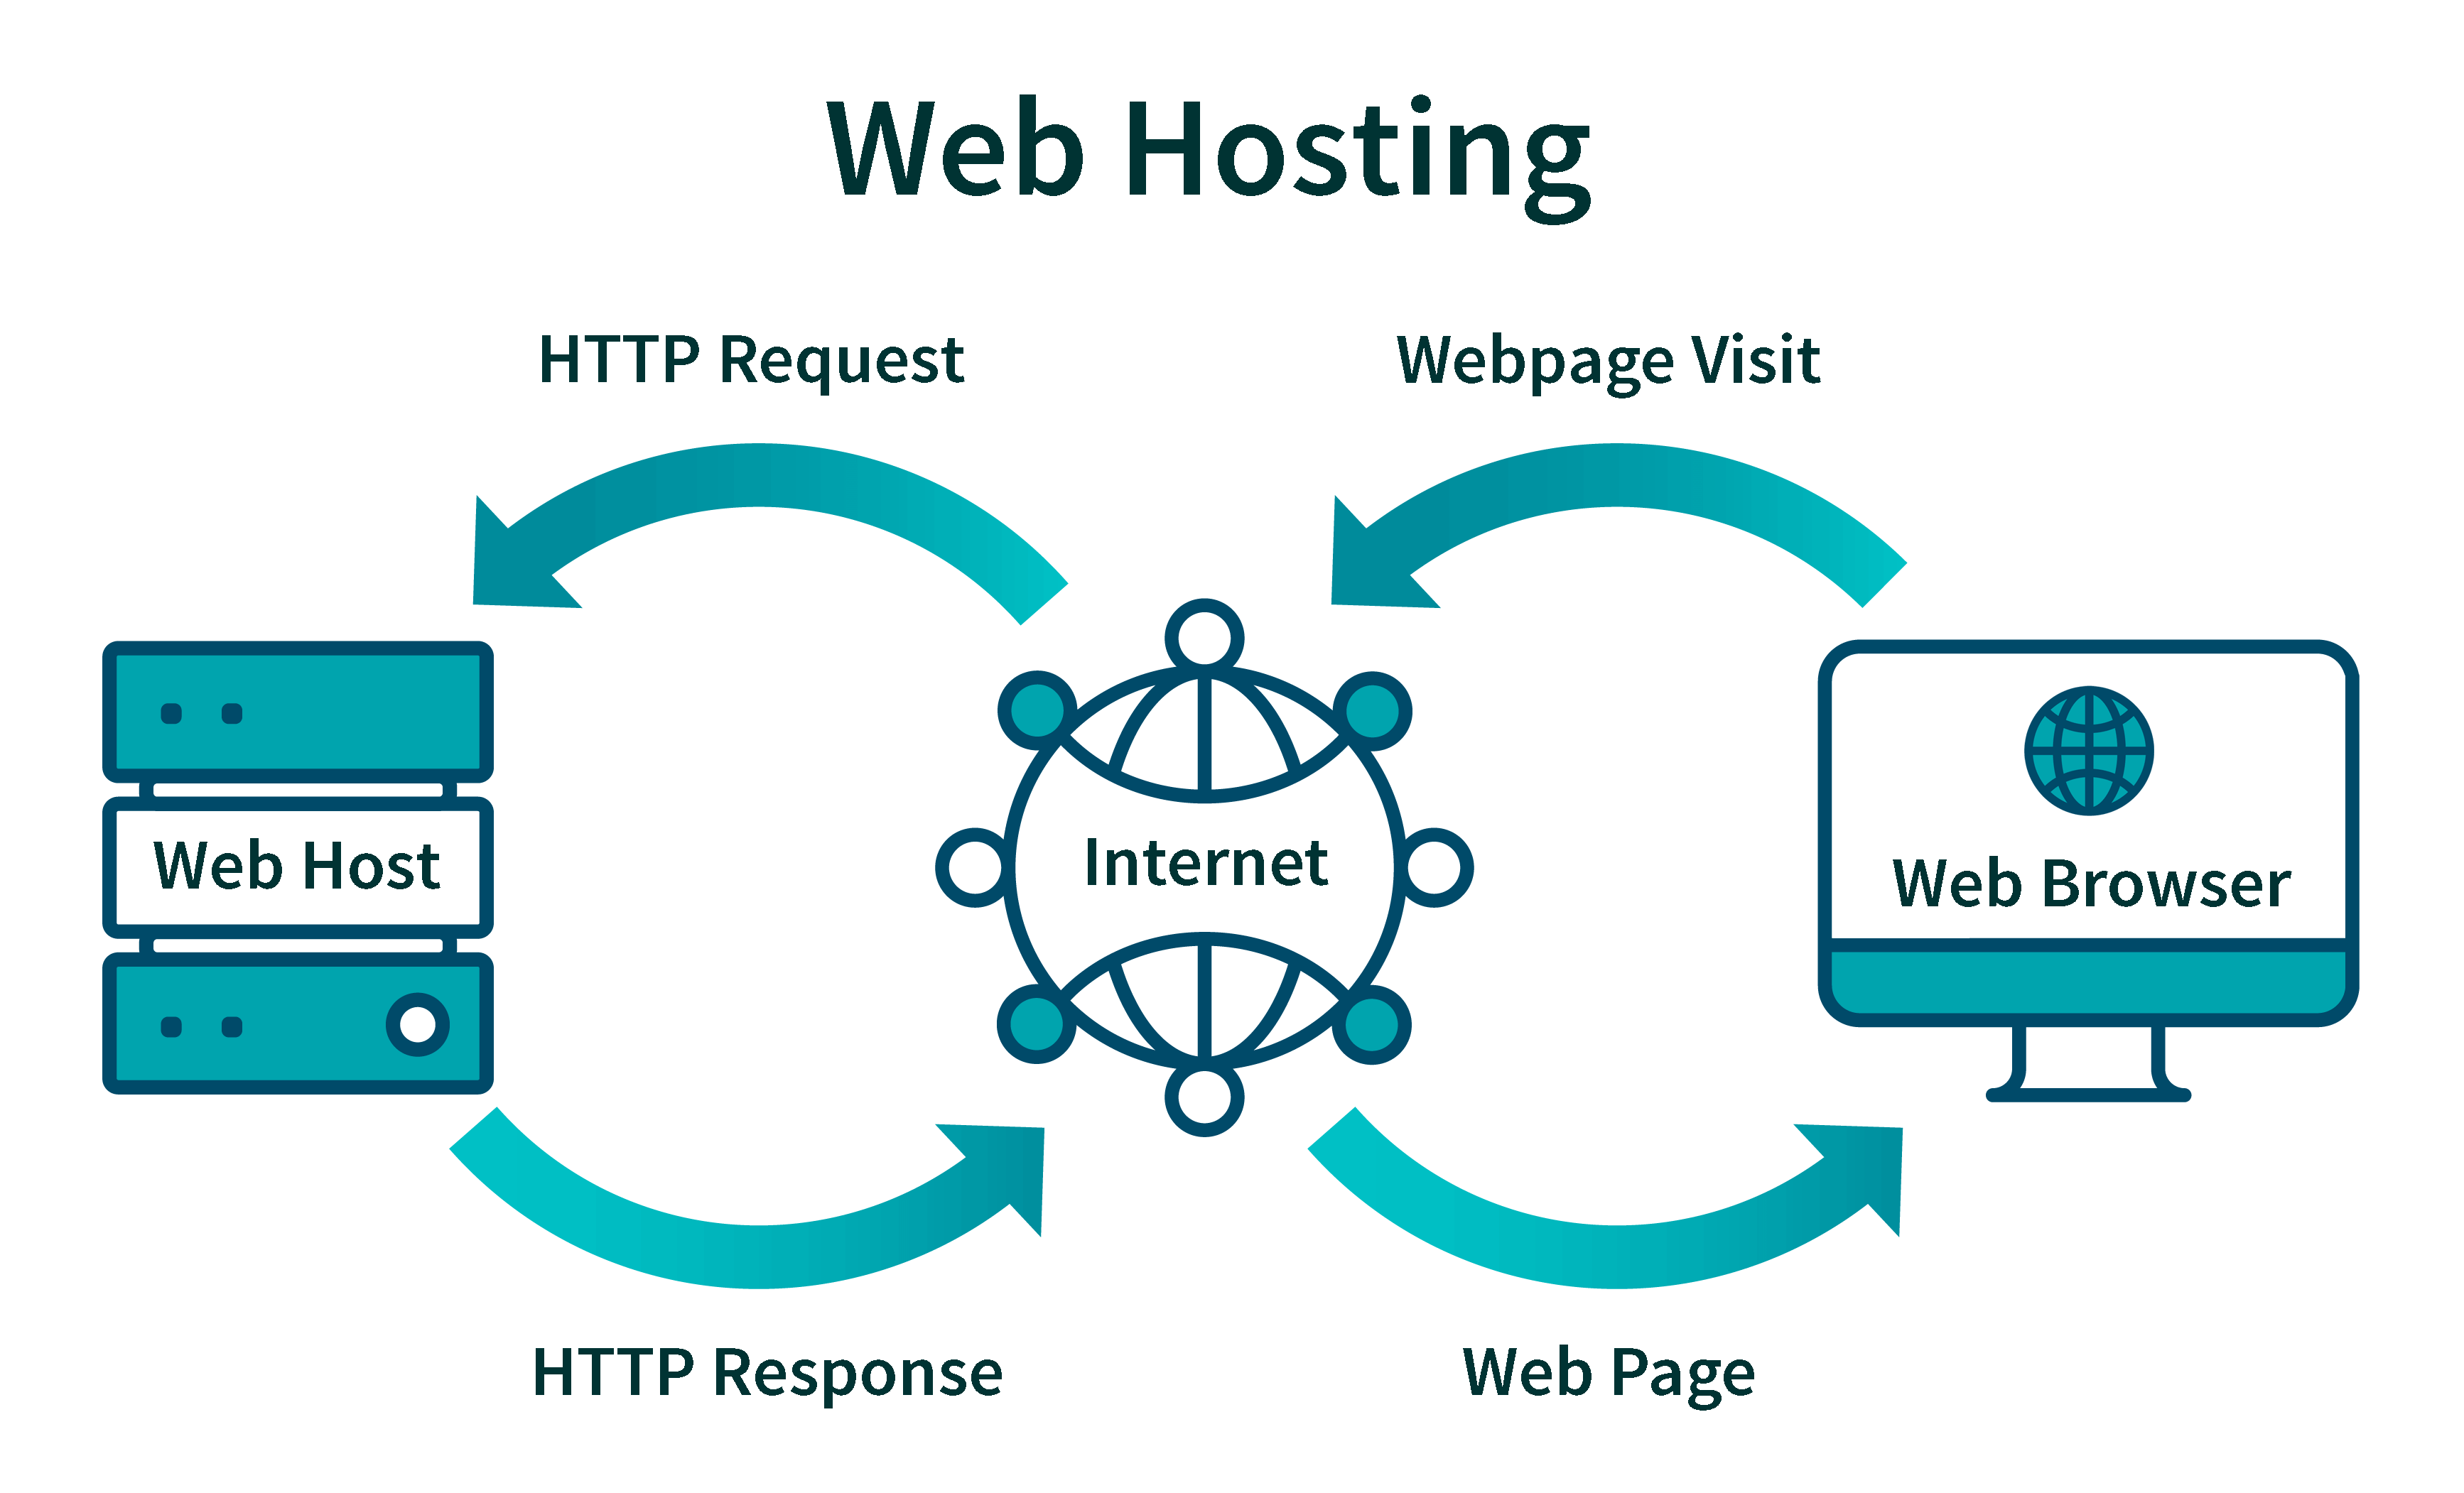 Web Hosting
HTTP Request
Webpage Visit
Web Host
Internet
Web Browser
HTTP Response
Web Page